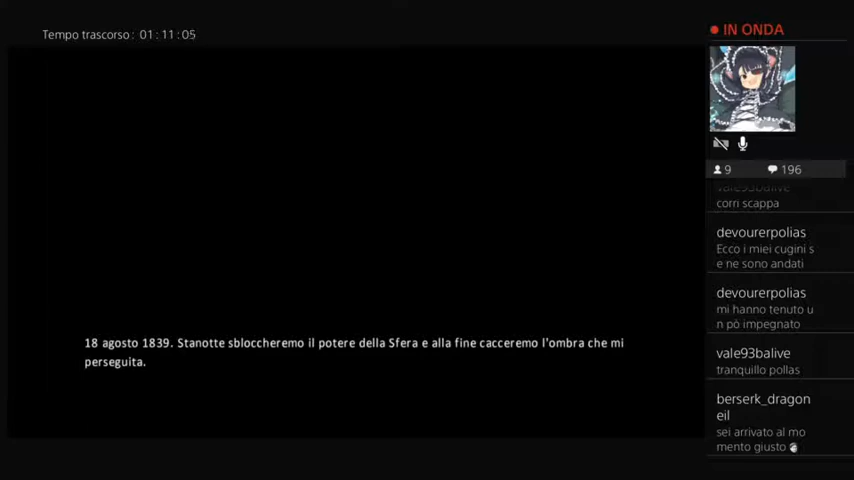 Tempo trascorso: 01:11:05
IN ONDA
9
196
vale93balive
corri scappa
devourerpolias
Ecco i miei cugini s
e ne sono andati
devourerpolias
mi hanno tenuto u
n pò impegnato
vale93balive
tranquillo pollas
berserk_dragon
eil
sei arrivato al mo
mento giusto
18 agosto 1839. Stanotte sbloccheremo il potere della Sfera e alla fine cacceremo l'ombra che mi
perseguita.